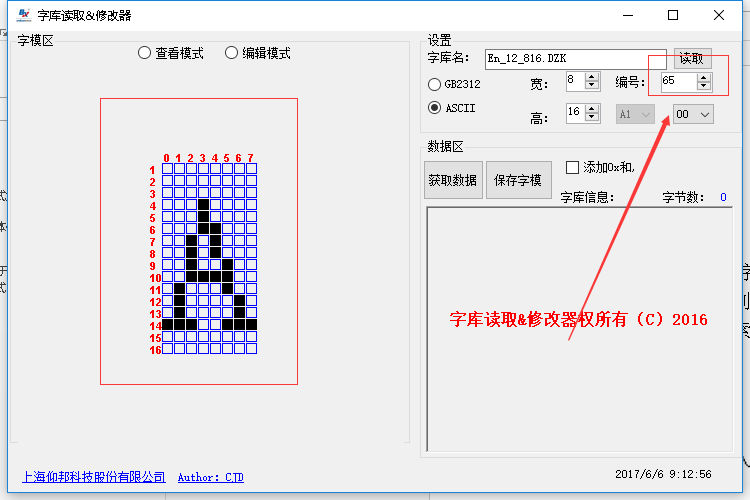 字库读取&修改器
字模区
查看模式 编辑模式
0 1 2 3 4 5 6 7
1
2
3
4
5
6
7
8
9
10
11
12
13
14
15
16
设置
字库名: En_12_816.DZK 读取
GB2312 宽: 8 编号: 65
ASCII 高: 16 A1 00
数据区
获取数据 保存字模 添加0x和,
字库信息: 字节数: 0
字库读取&修改器权所有（C）2016
上海仰邦科技股份有限公司 Author: CJD
2017/6/6 9:12:56